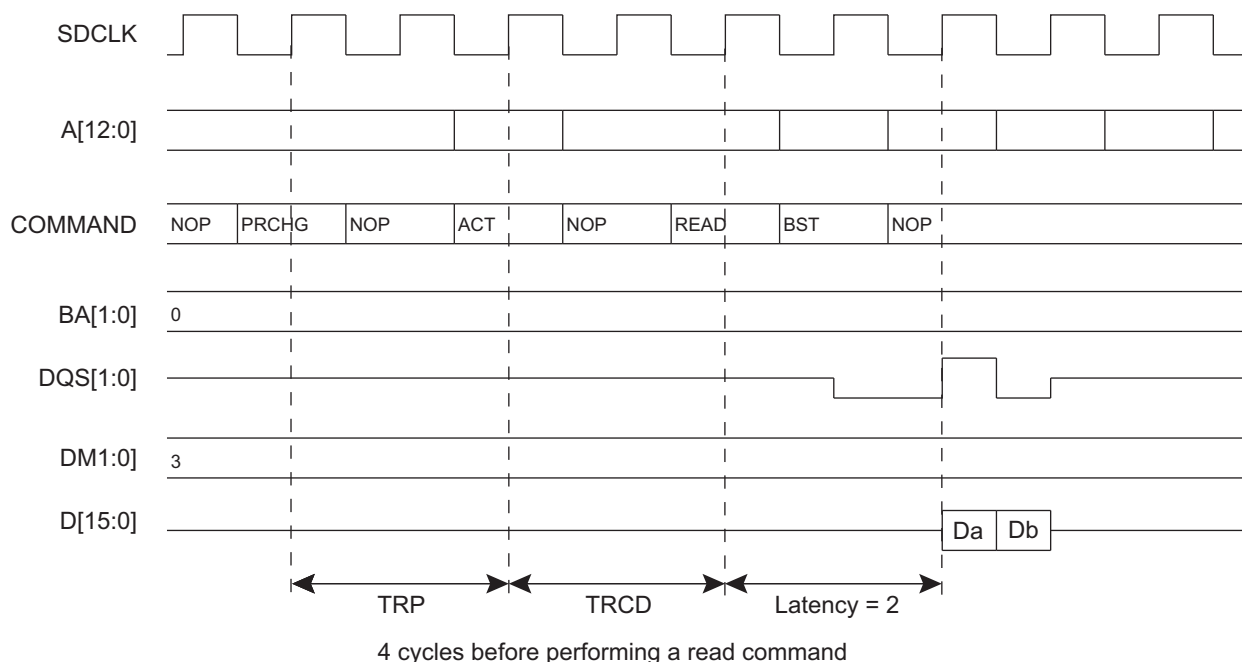 SDCLK
A[12:0]
COMMAND NOP PRCHG NOP ACT NOP READ BST NOP
BA[1:0] 0
DQS[1:0]
DM1:0] 3
D[15:0] Da Db
TRP TRCD Latency = 2
4 cycles before performing a read command